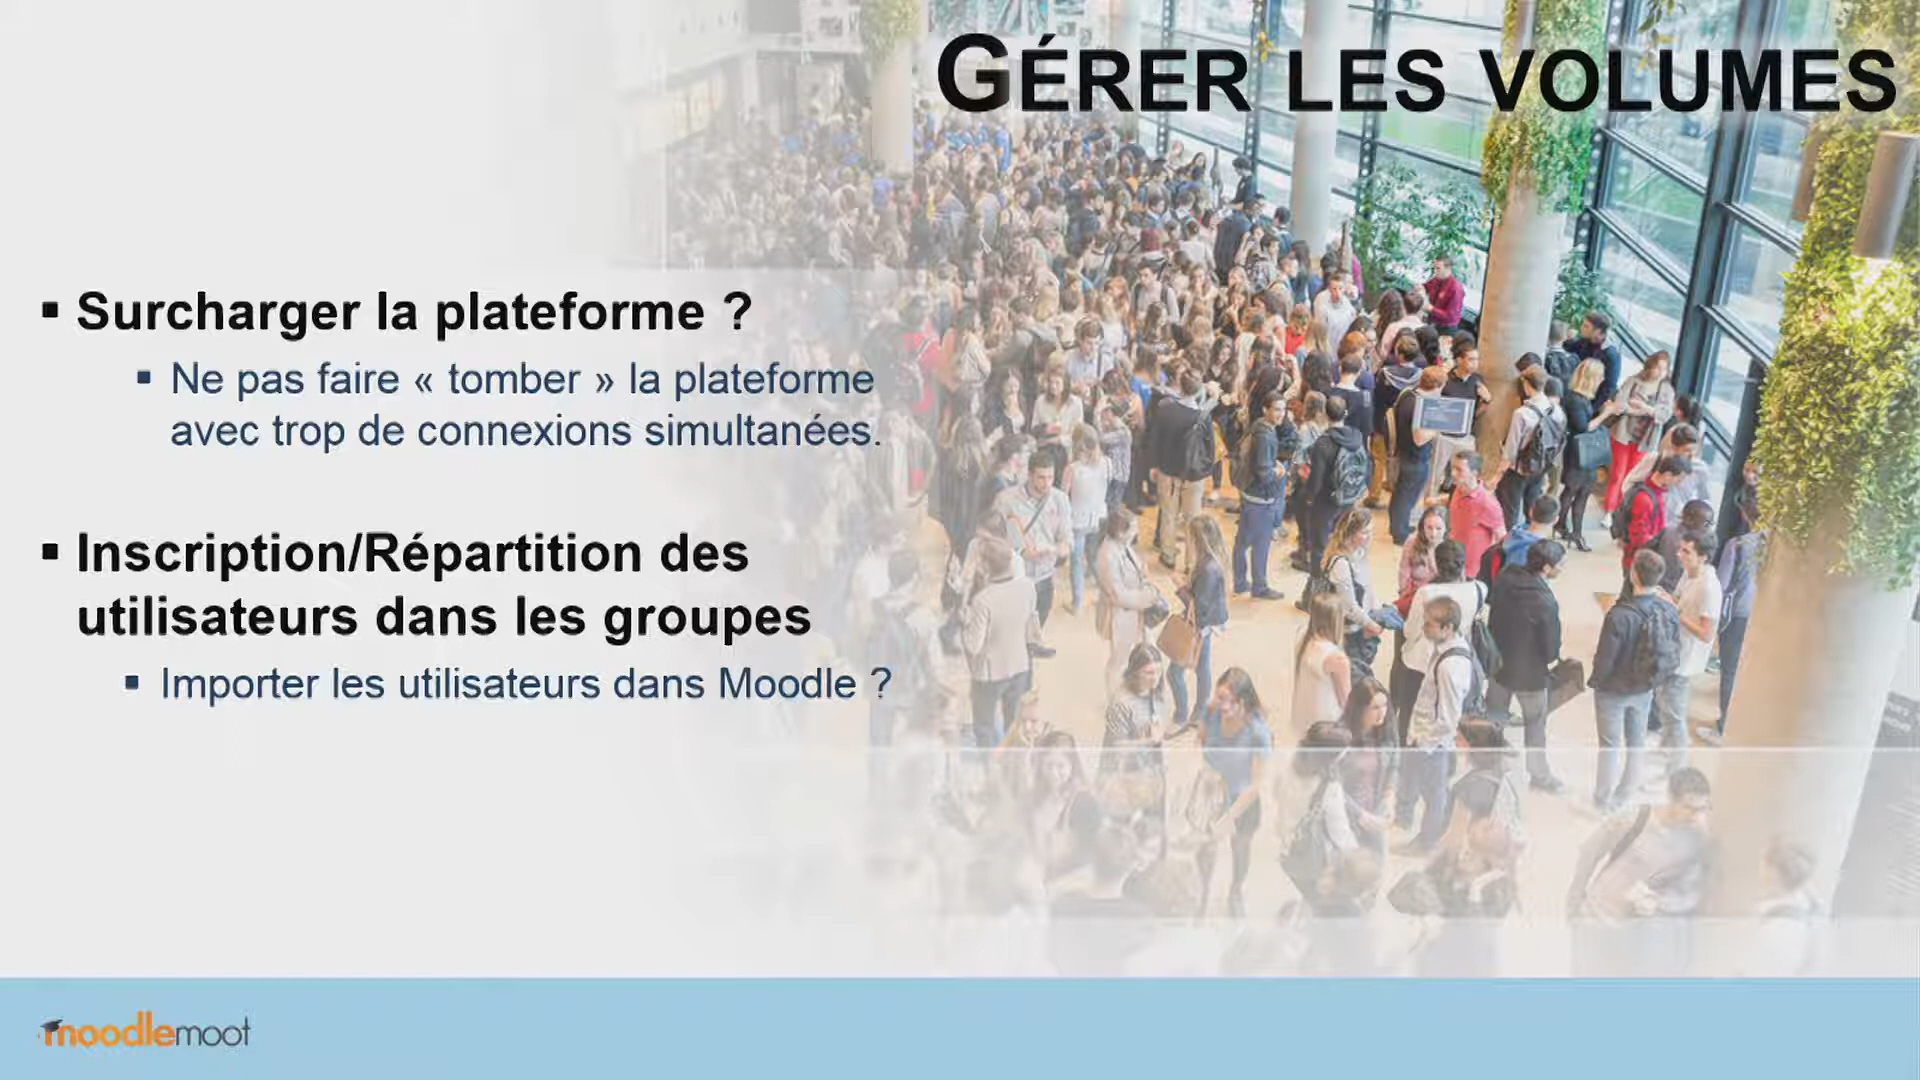 GÉRER LES VOLUMES
▪ Surcharger la plateforme ?
▪ Ne pas faire « tomber » la plateforme
avec trop de connexions simultanées.
▪ Inscription/Répartition des
utilisateurs dans les groupes
▪ Importer les utilisateurs dans Moodle ?
moodlemoot